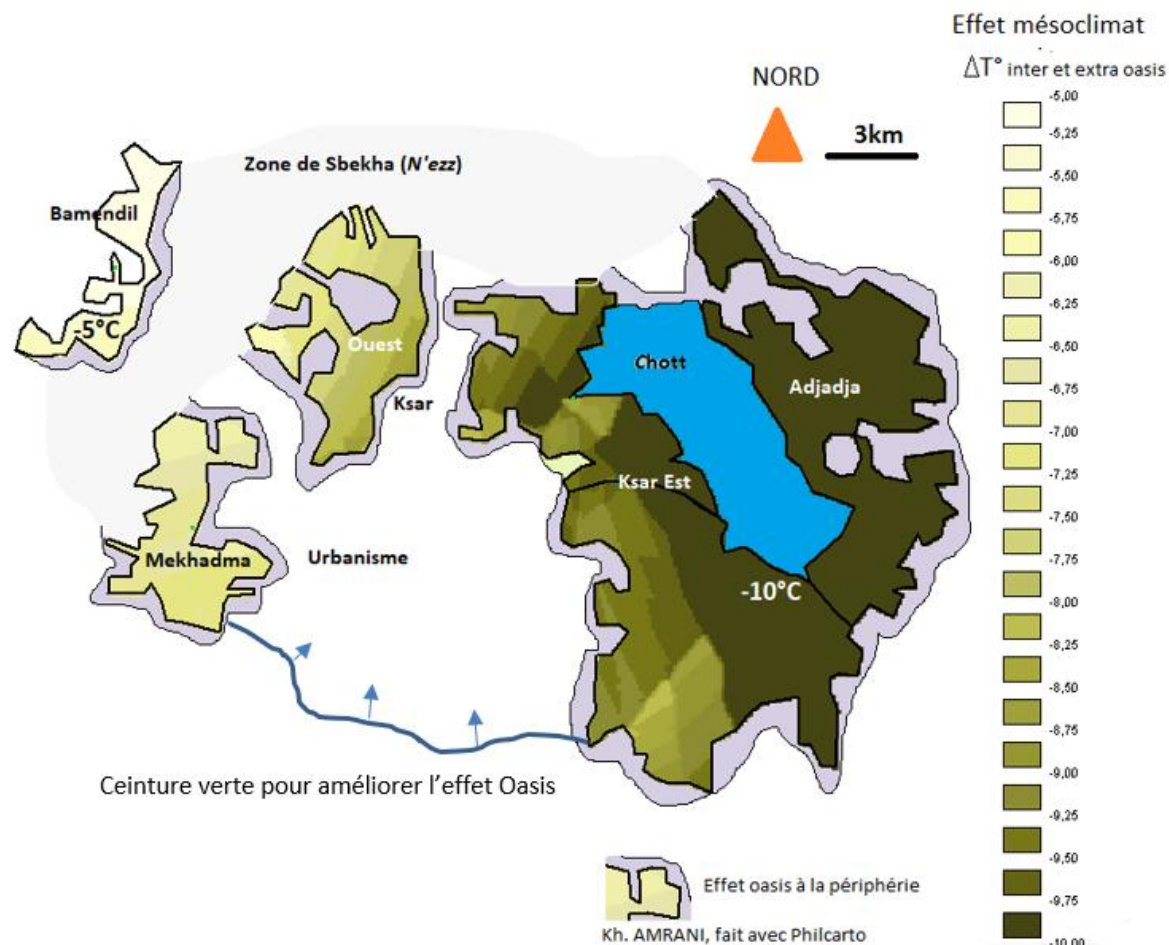 Effet mésoclimat
ΔT° inter et extra oasis
NORD
3km
Zone de Sbekha (N'ezz)
Bamendil
-5°C
Ouest
Ksar
Chott
Adjadja
Ksar Est
Mekhadma
Urbanisme
-10°C
Ceinture verte pour améliorer l'effet Oasis
Effet oasis à la périphérie
Kh. AMRANI, fait avec Philcarto
-5,00
-5,25
-5,50
-5,75
-6,00
-6,25
-6,50
-6,75
-7,00
-7,25
-7,50
-7,75
-8,00
-8,25
-8,50
-8,75
-9,00
-9,25
-9,50
-9,75
-10,00